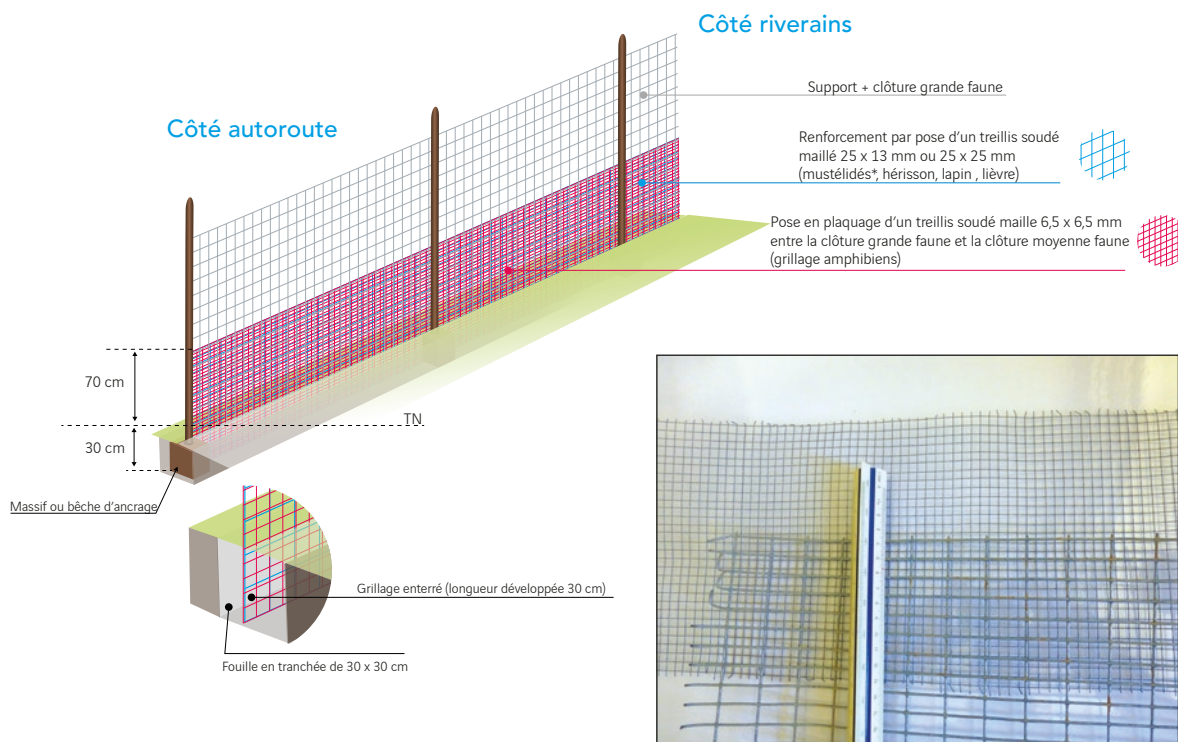 Côté riverains
Support + clôture grande faune
Côté autoroute
Renforcement par pose d'un treillis soudé
maillé 25 x 13 mm ou 25 x 25 mm
(mustélidés*, hérisson, lapin , lièvre)
Pose en plaquage d'un treillis soudé maille 6,5 x 6,5 mm
entre la clôture grande faune et la clôture moyenne faune
(grillage amphibiens)
70 cm
TN
30 cm
Massif ou bêche d'ancrage
Grillage enterré (longueur développée 30 cm)
Fouille en tranchée de 30 x 30 cm